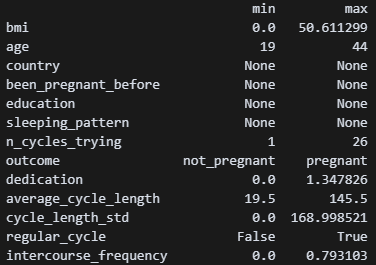 min max
bmi 0.0 50.611299
age 19 44
country None None
been_pregnant_before None None
education None None
sleeping_pattern None None
n_cycles_trying 1 26
outcome not_pregnant pregnant
dedication 0.0 1.347826
average_cycle_length 19.5 145.5
cycle_length_std 0.0 168.998521
regular_cycle False True
intercourse_frequency 0.0 0.793103